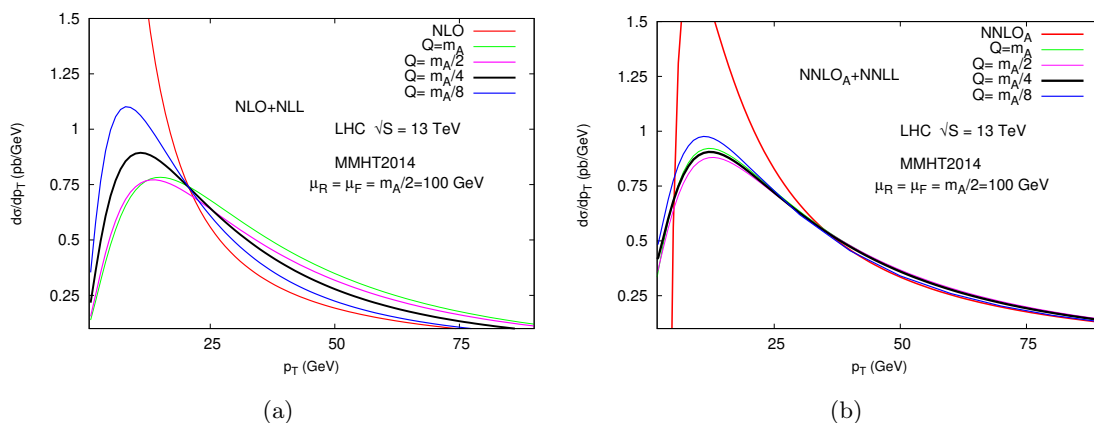 1.5
1.25
1
0.75
0.5
0.25
25
50
75
dσ/dp_T (pb/GeV)
p_T (GeV)
NLO
Q=m_A
Q= m_A/2
Q= m_A/4
Q= m_A/8
NLO+NLL
LHC √S = 13 TeV
MMHT2014
μ_R = μ_F = m_A/2=100 GeV
(a)
1.5
1.25
1
0.75
0.5
0.25
25
50
75
dσ/dp_T (pb/GeV)
p_T (GeV)
NNLO_A
Q=m_A
Q= m_A/2
Q= m_A/4
Q= m_A/8
NNLO_A+NNLL
LHC √S = 13 TeV
MMHT2014
μ_R = μ_F = m_A/2=100 GeV
(b)